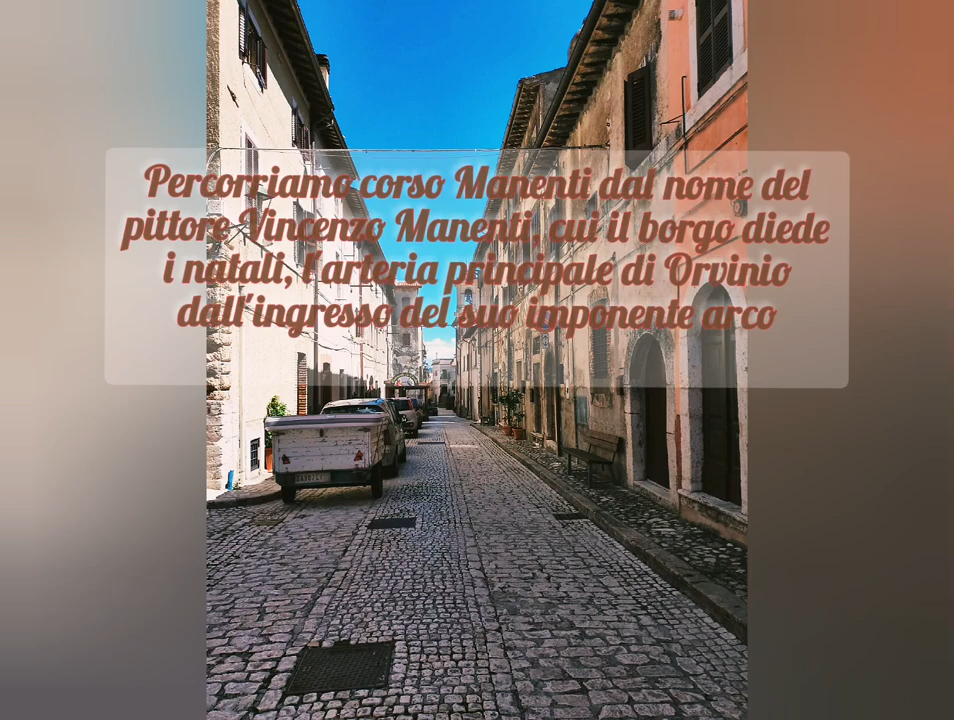 Percorriamo corso Manenti dal nome del
pittore Vincenzo Manenti, cui il borgo diede
i natali, l'arteria principale di Orvinio
dall'ingresso del suo imponente arco